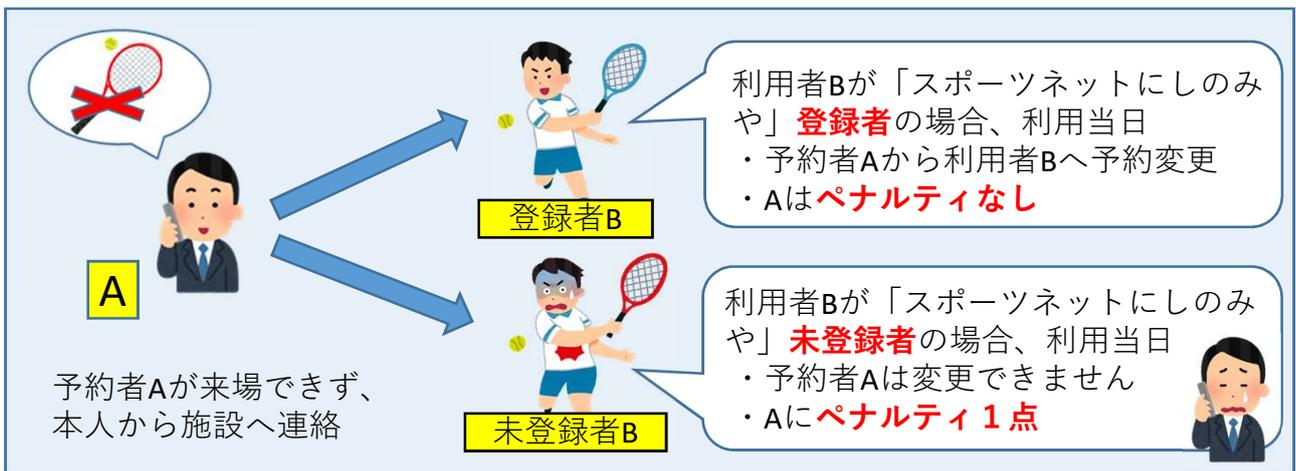 A
予約者Aが来場できず、
本人から施設へ連絡
登録者B
利用者Bが「スポーツネットにしのみ
や」登録者の場合、利用当日
・予約者Aから利用者Bへ予約変更
・Aはペナルティなし
未登録者B
利用者Bが「スポーツネットにしのみ
や」未登録者の場合、利用当日
・予約者Aは変更できません
・Aにペナルティ１点